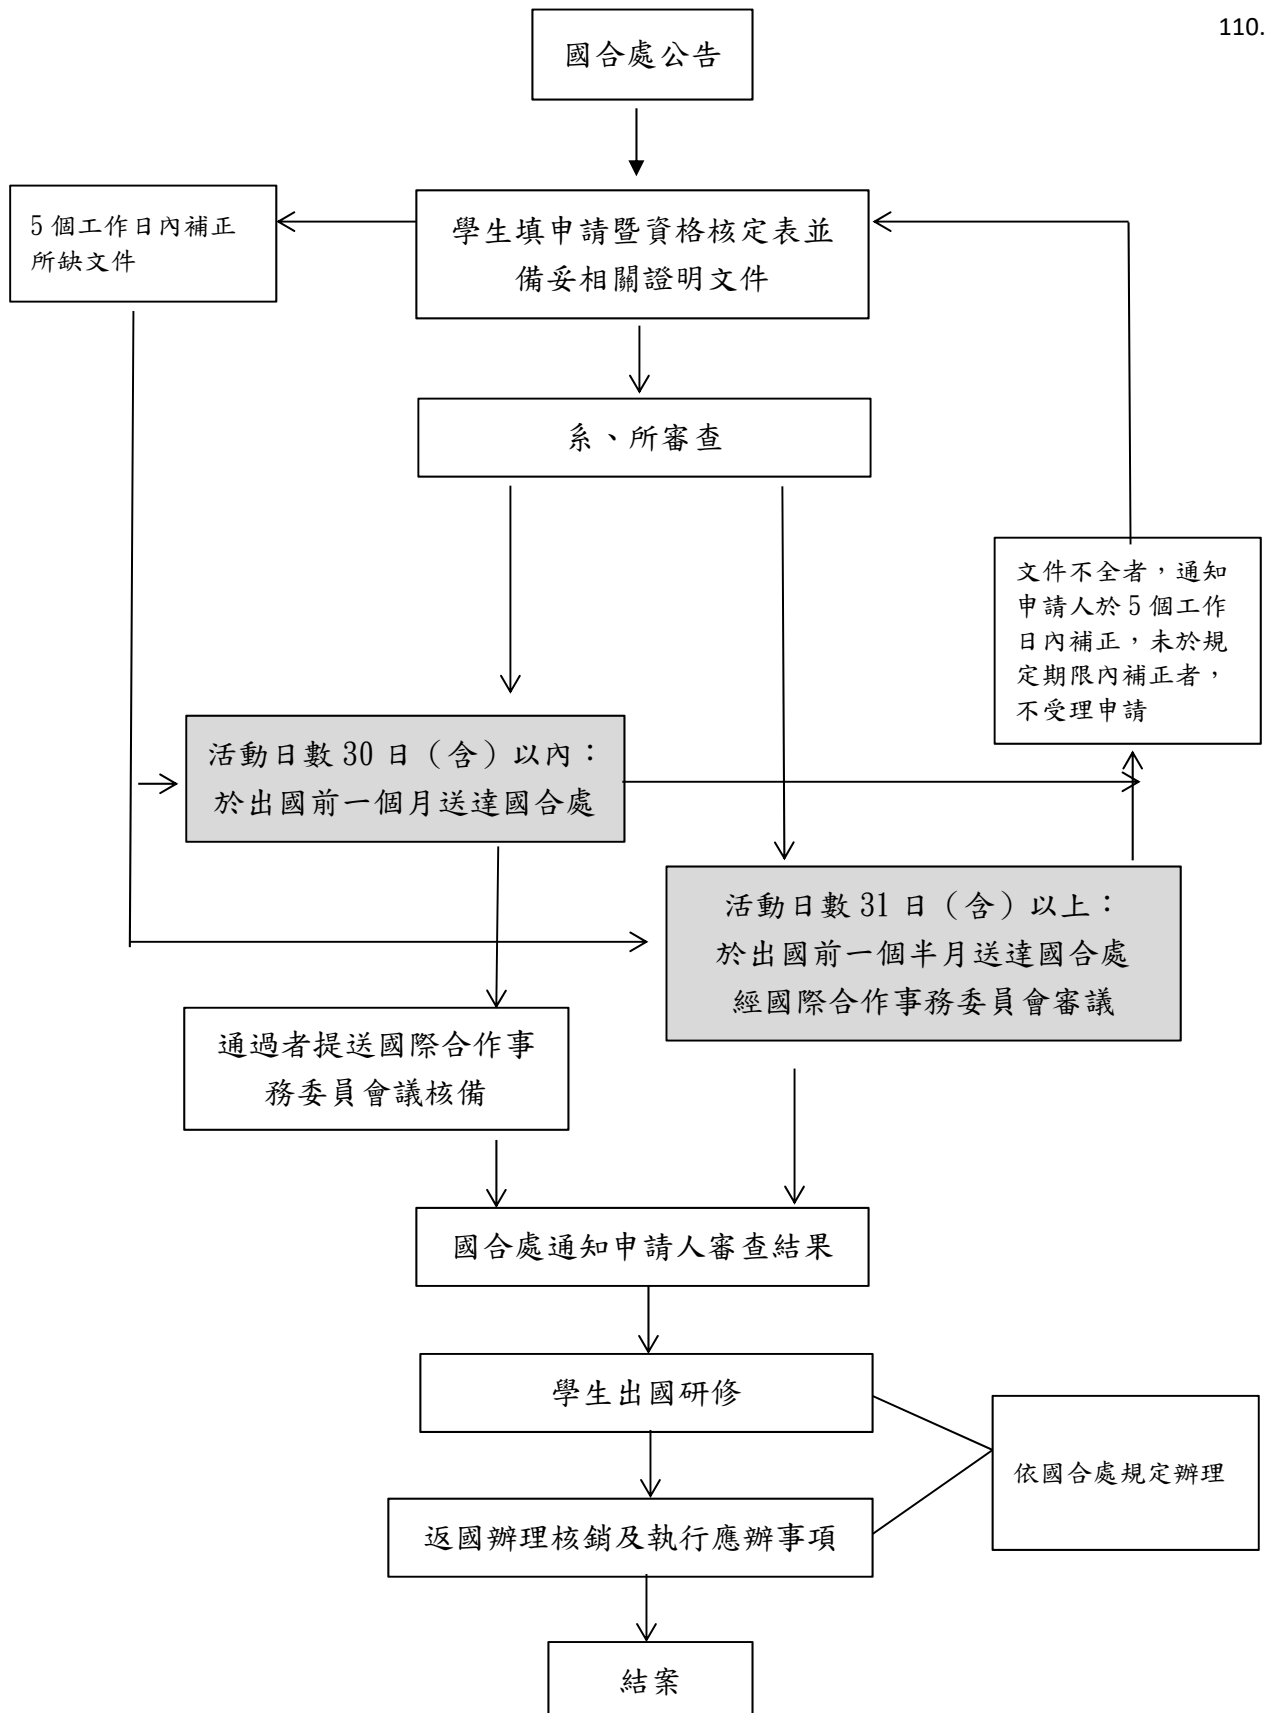 110.
國合處公告
5 個工作日內補正
所缺文件
學生填申請暨資格核定表並
備妥相關證明文件
系、所審查
文件不全者，通知
申請人於 5 個工作
日內補正，未於規
定期限內補正者，
不受理申請
活動日數 30 日（含）以內：
於出國前一個月送達國合處
活動日數 31 日（含）以上：
於出國前一個半月送達國合處
經國際合作事務委員會審議
通過者提送國際合作事
務委員會議核備
國合處通知申請人審查結果
學生出國研修
依國合處規定辦理
返國辦理核銷及執行應辦事項
結案